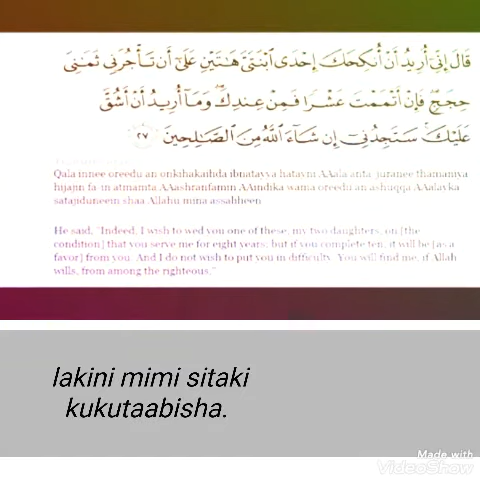 قَالَ إِنِّىٓ أُرِيدُ أَنْ أُنكِحَكَ إِحْدَى ٱبْنَتَىَّ هَـٰتَيْنِ عَلَىٰٓ أَن تَأْجُرَنِى ثَمَـٰنِىَ
حِجَجٍ ۖ فَإِنْ أَتْمَمْتَ عَشْرًا فَمِنْ عِندِكَ ۖ وَمَآ أُرِيدُ أَنْ أَشُقَّ
عَلَيْكَ ۚ سَتَجِدُنِىٓ إِن شَآءَ ٱللَّهُ مِنَ ٱلصَّـٰلِحِينَ ٢٧
Qala innee oreedu an onkihakaihda ibnatayya hatayni AAala anta/juranee thamaniya
hijajin fa-in atmamta AAashranfamin AAindika wama oreedu an ashuqqa AAalayka
satajiduneein shaa Allahu mina assaliheen
He said, "Indeed, I wish to wed you one of these, my two daughters, on [the
condition] that you serve me for eight years; but if you complete ten, it will be [as a
favor] from you. And I do not wish to put you in difficulty. You will find me, if Allah
wills, from among the righteous."
lakini mimi sitaki
kukutaabisha.
Made with
VideoShow